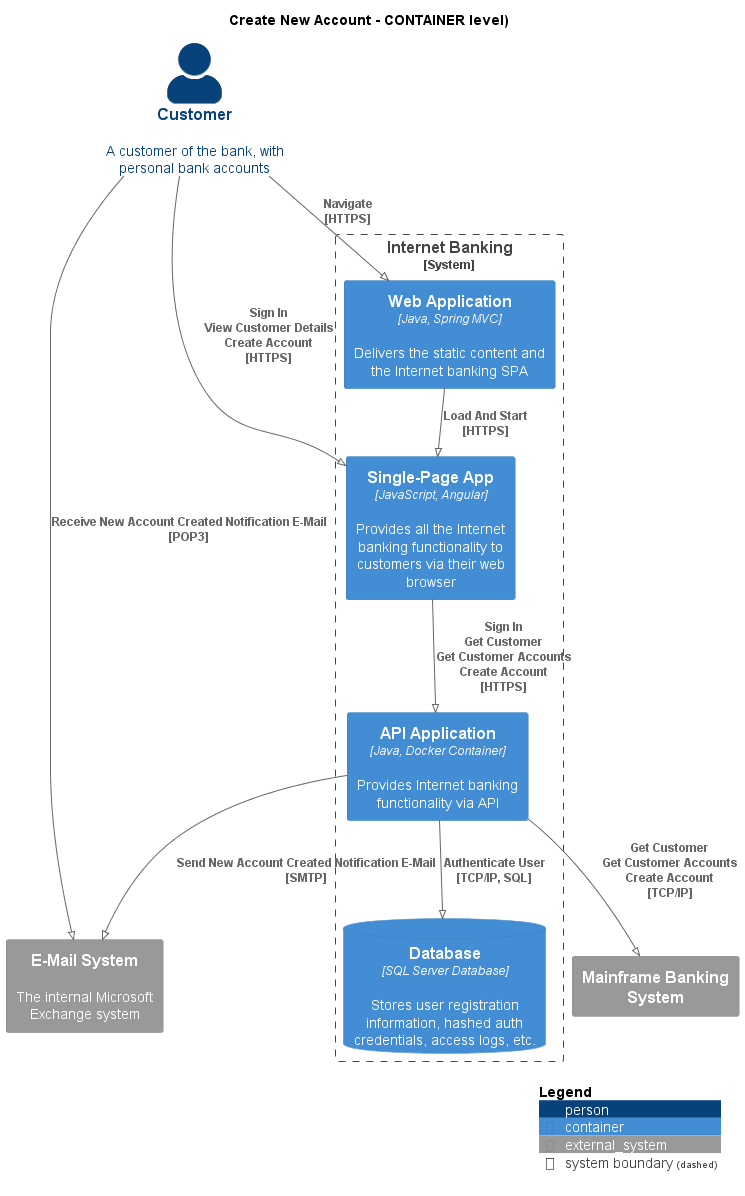 Create New Account - CONTAINER level)
Customer
A customer of the bank, with
personal bank accounts
Navigate
[HTTPS]
Internet Banking
[System]
Web Application
[Java, Spring MVC]
Delivers the static content and
the Internet banking SPA
Sign In
View Customer Details
Create Account
[HTTPS]
Load And Start
[HTTPS]
Single-Page App
[JavaScript, Angular]
Provides all the Internet
banking functionality to
customers via their web
browser
Receive New Account Created Notification E-Mail
[POP3]
Sign In
Get Customer
Get Customer Accounts
Create Account
[HTTPS]
API Application
[Java, Docker Container]
Provides Internet banking
functionality via API
Send New Account Created Notification E-Mail
[SMTP]
Authenticate User
[TCP/IP, SQL]
Get Customer
Get Customer Accounts
Create Account
[TCP/IP]
E-Mail System
The internal Microsoft
Exchange system
Database
[SQL Server Database]
Stores user registration
information, hashed auth
credentials, access logs, etc.
Mainframe Banking
System
Legend
person
container
external_system
system boundary (dashed)